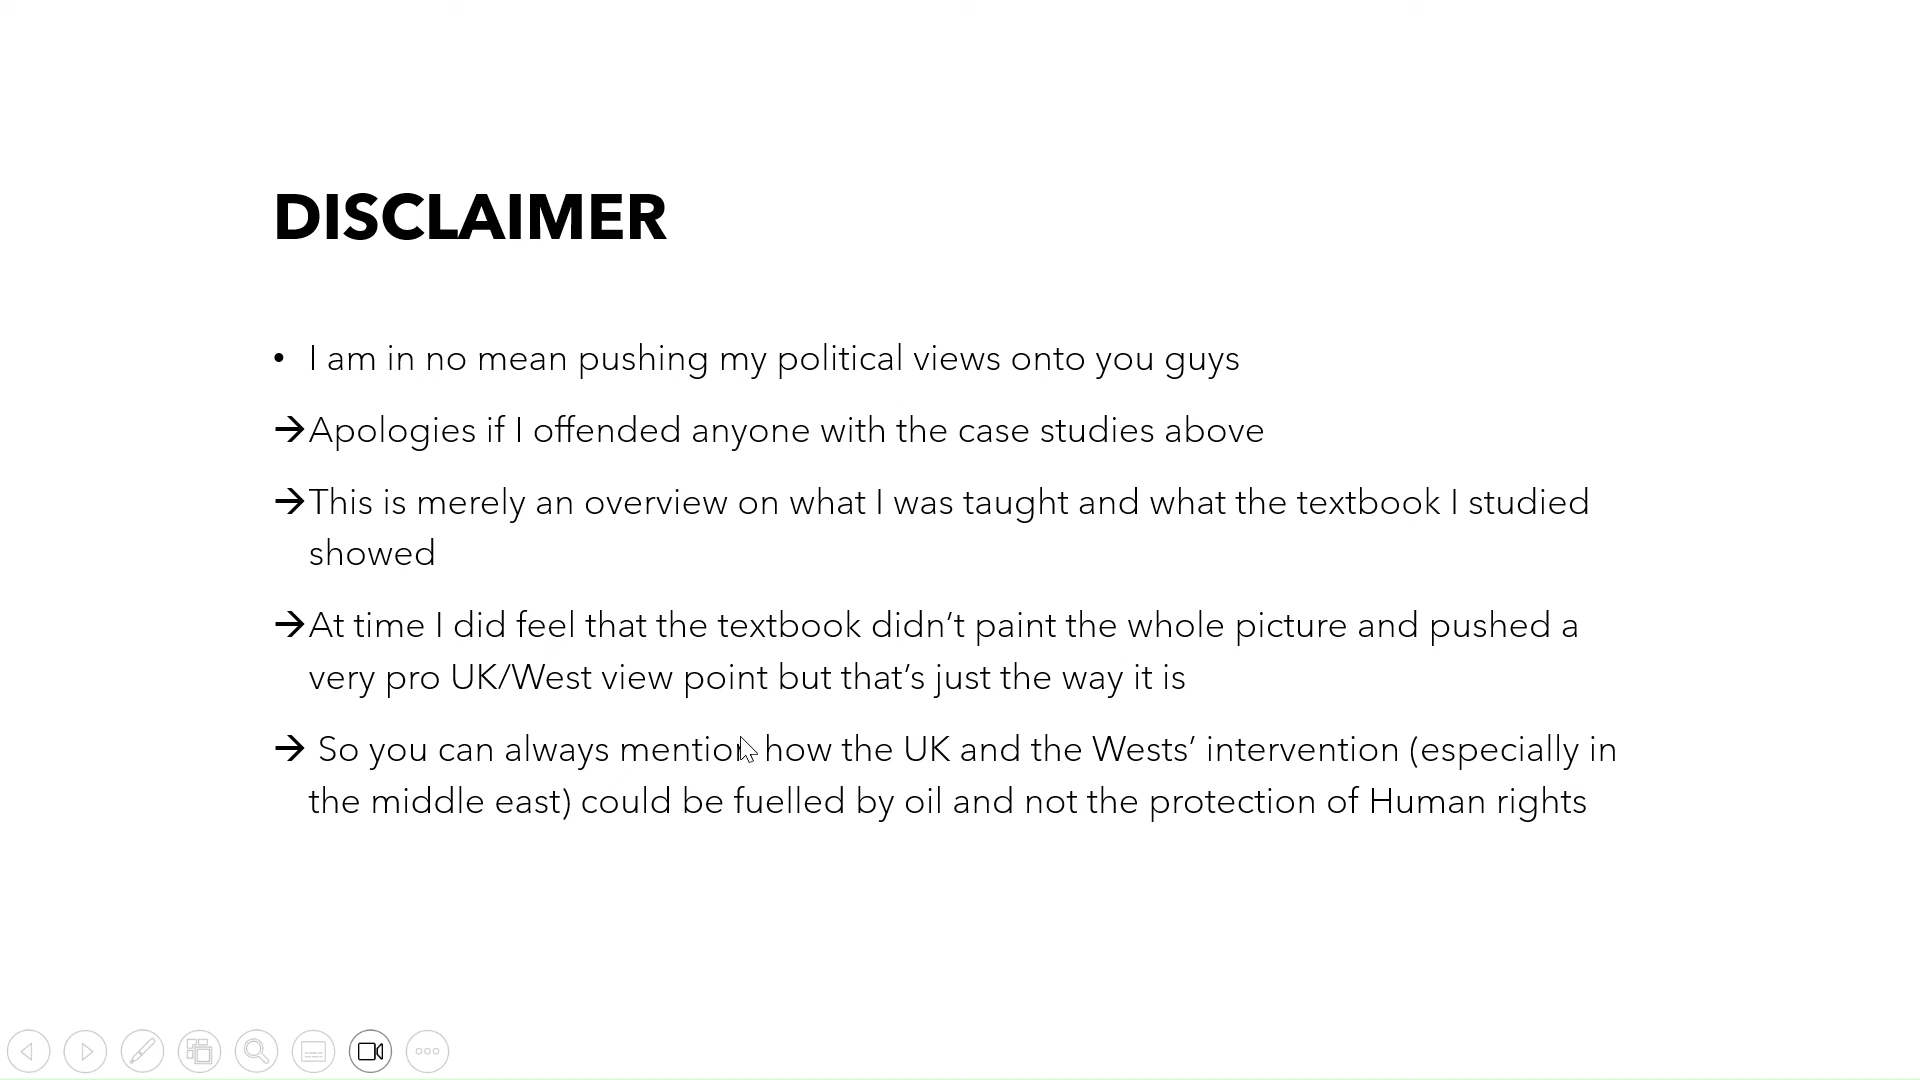 DISCLAIMER
• I am in no mean pushing my political views onto you guys
→Apologies if I offended anyone with the case studies above
→This is merely an overview on what I was taught and what the textbook I studied
showed
→At time I did feel that the textbook didn’t paint the whole picture and pushed a
very pro UK/West view point but that’s just the way it is
→ So you can always mention how the UK and the Wests’ intervention (especially in
the middle east) could be fuelled by oil and not the protection of Human rights